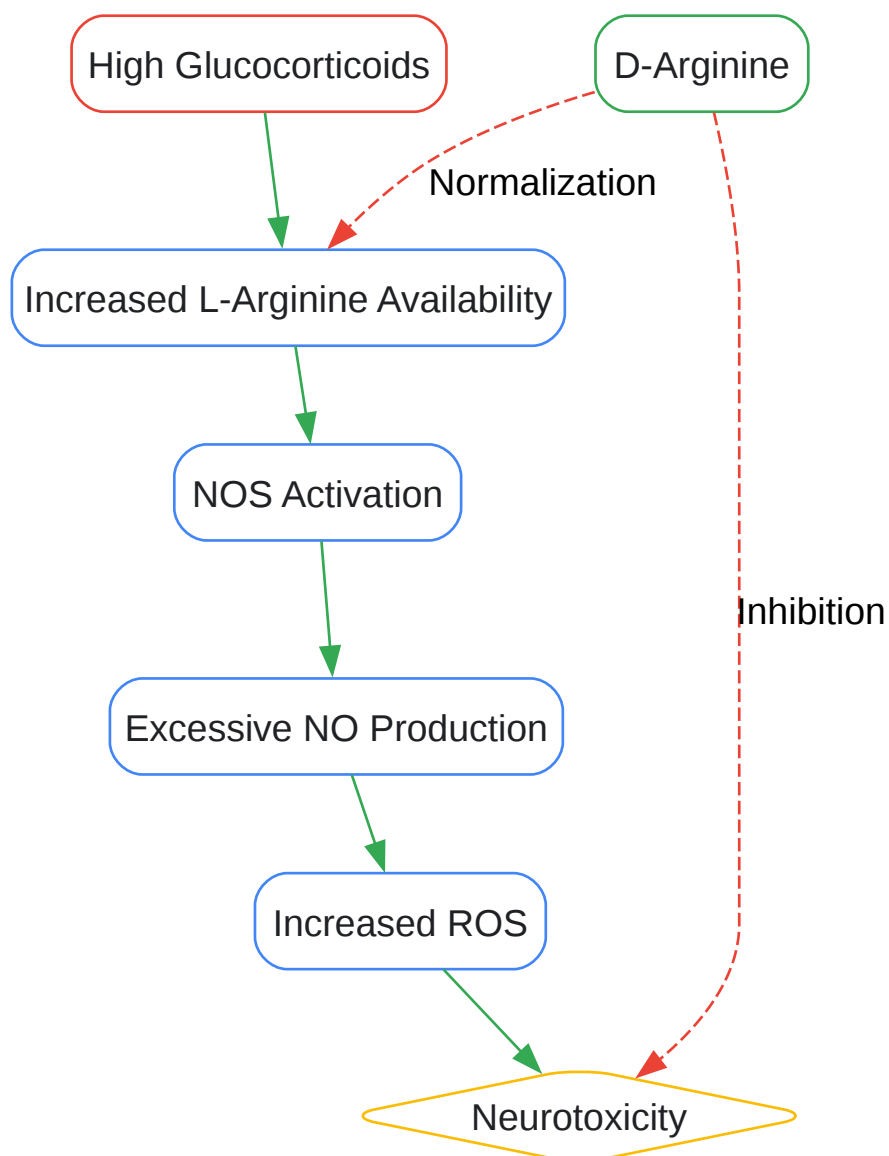 High Glucocorticoids
D-Arginine
Normalization
Increased L-Arginine Availability
NOS Activation
Inhibition
Excessive NO Production
Increased ROS
Neurotoxicity